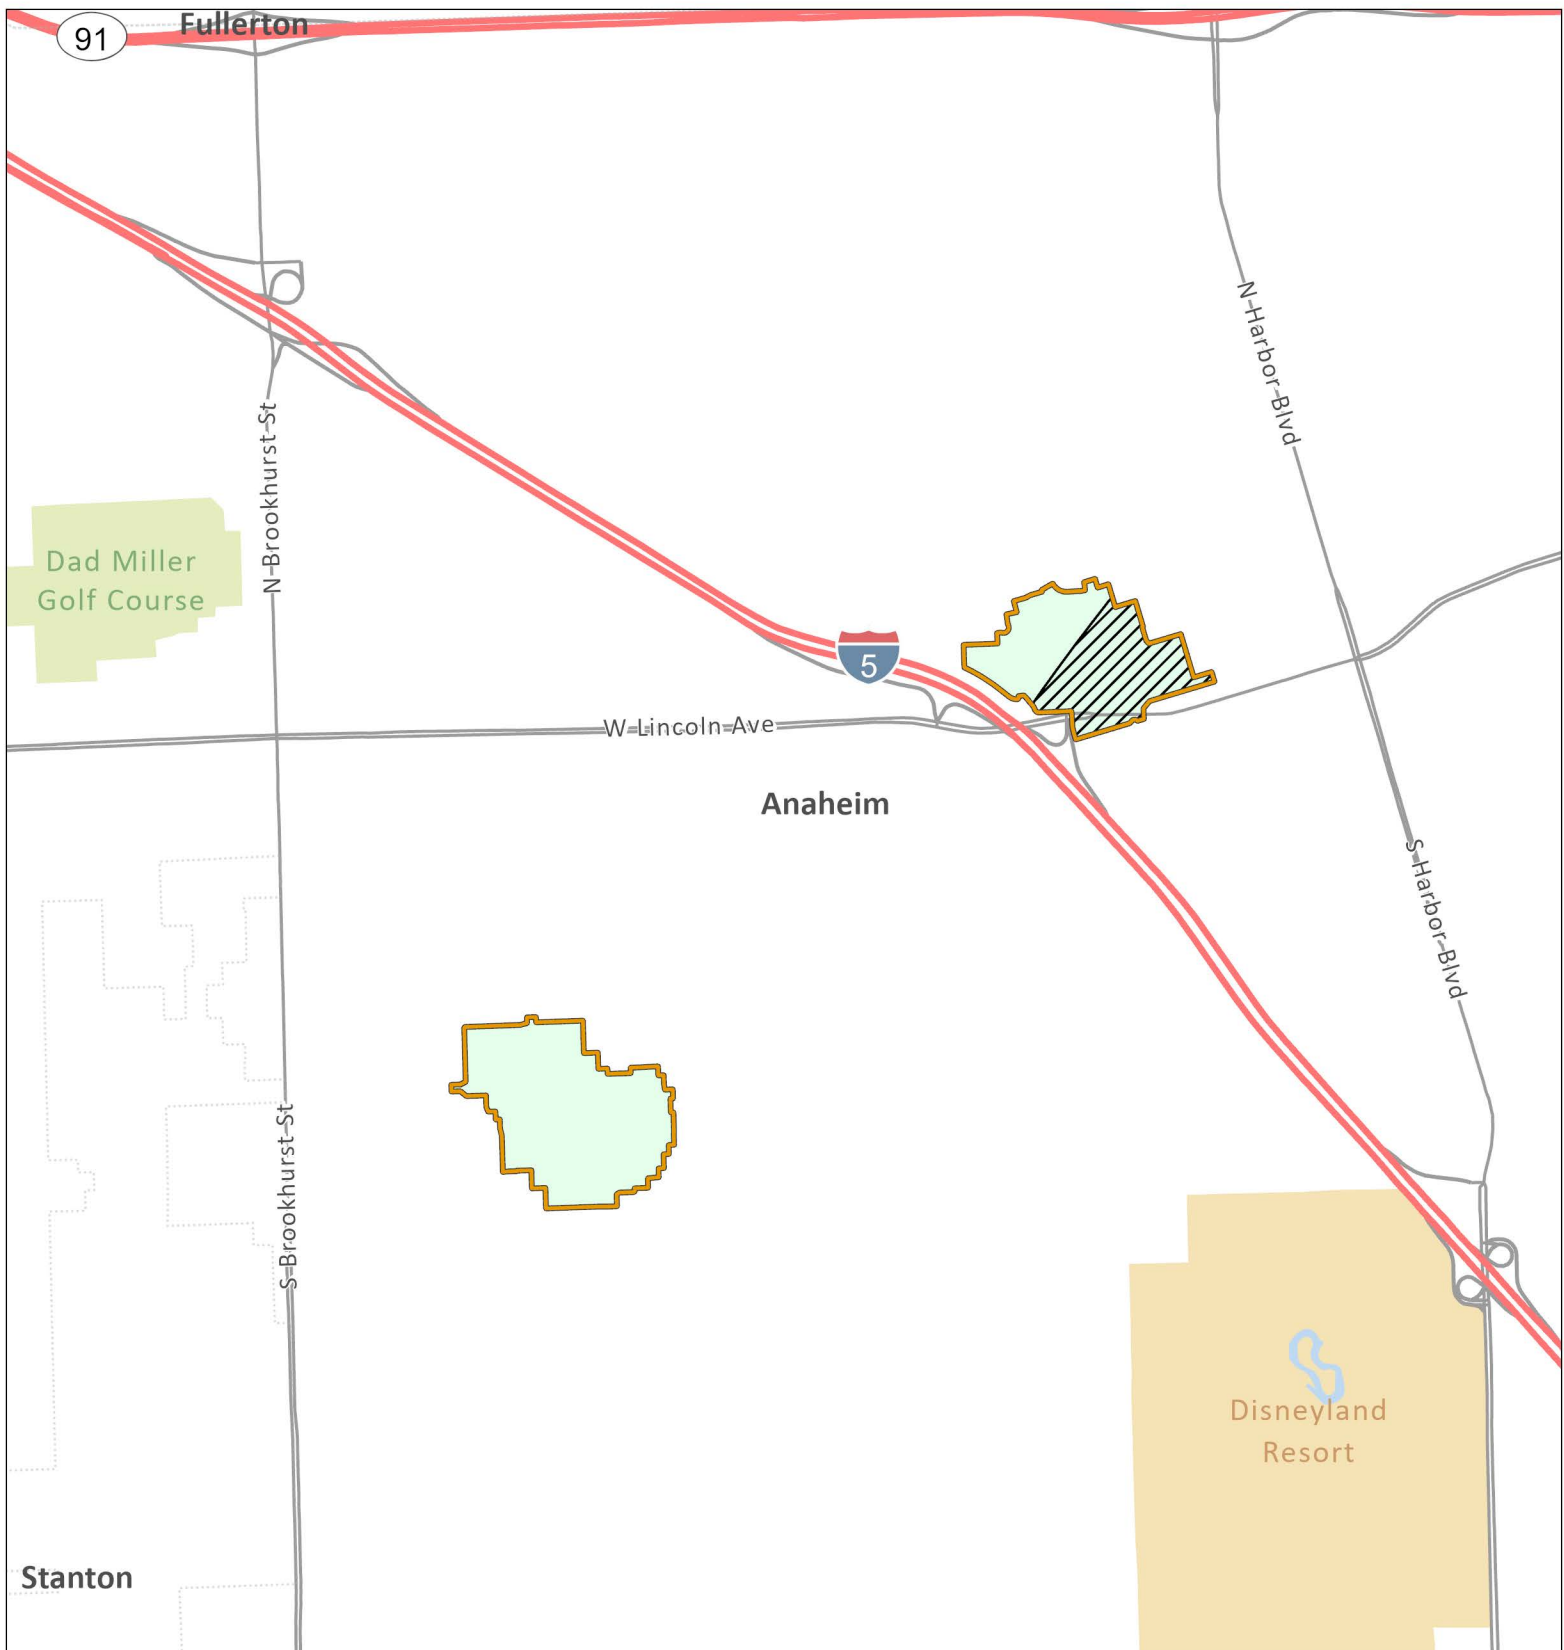 Fullerton
91
N Harbor Blvd
N Brookhurst St
Dad Miller
Golf Course
5
W Lincoln Ave
Anaheim
S Harbor Blvd
S Brookhurst St
Disneyland
Resort
Stanton